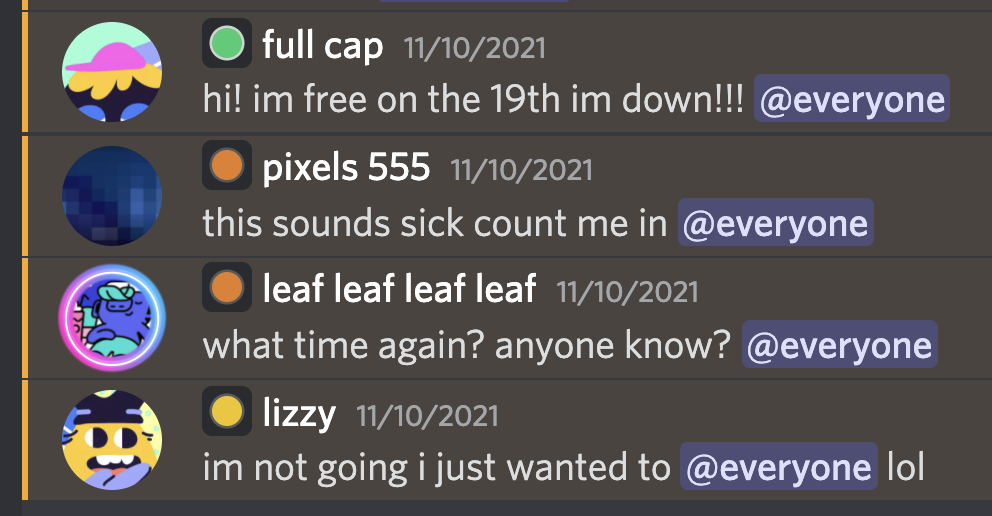 full cap 11/10/2021
hi! im free on the 19th im down!!! @everyone
pixels 555 11/10/2021
this sounds sick count me in @everyone
leaf leaf leaf leaf 11/10/2021
what time again? anyone know? @everyone
lizzy 11/10/2021
im not going i just wanted to @everyone lol